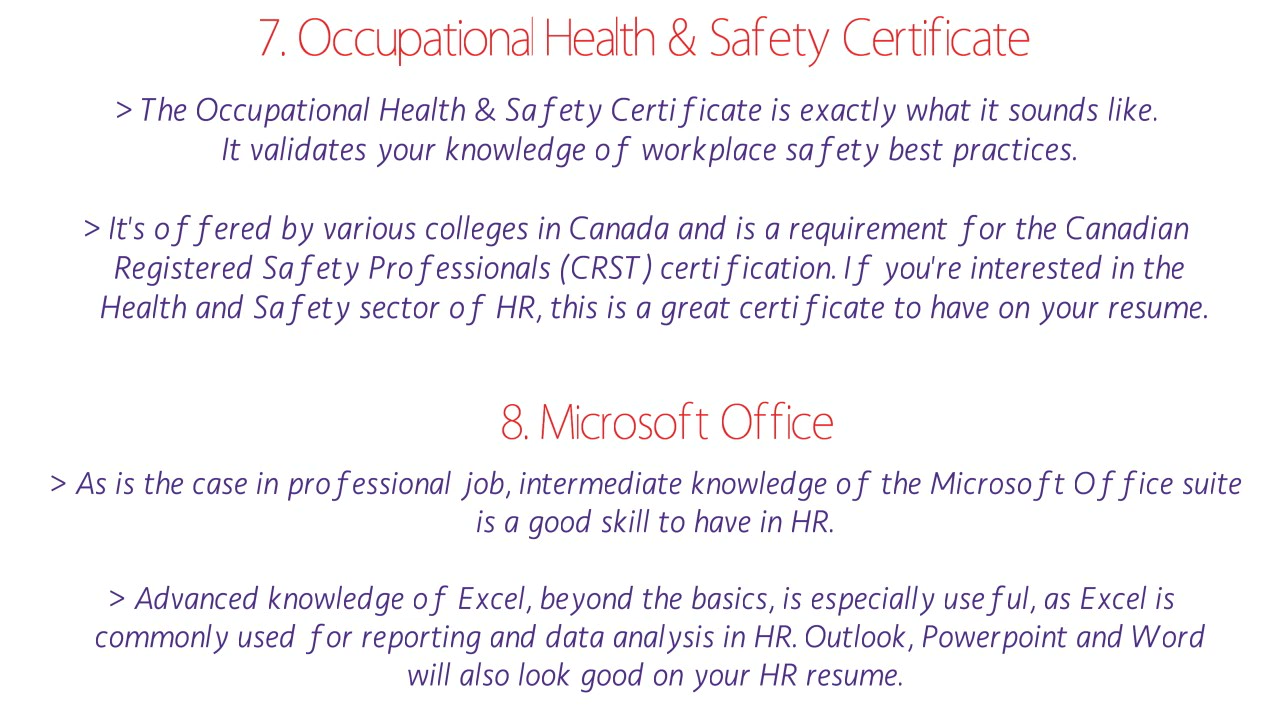 7. Occupational Health & Safety Certificate
> The Occupational Health & Safety Certificate is exactly what it sounds like.
It validates your knowledge of workplace safety best practices.
> It's offered by various colleges in Canada and is a requirement for the Canadian
Registered Safety Professionals (CRST) certification. If you're interested in the
Health and Safety sector of HR, this is a great certificate to have on your resume.
8. Microsoft Office
> As is the case in professional job, intermediate knowledge of the Microsoft Office suite
is a good skill to have in HR.
> Advanced knowledge of Excel, beyond the basics, is especially useful, as Excel is
commonly used for reporting and data analysis in HR. Outlook, Powerpoint and Word
will also look good on your HR resume.